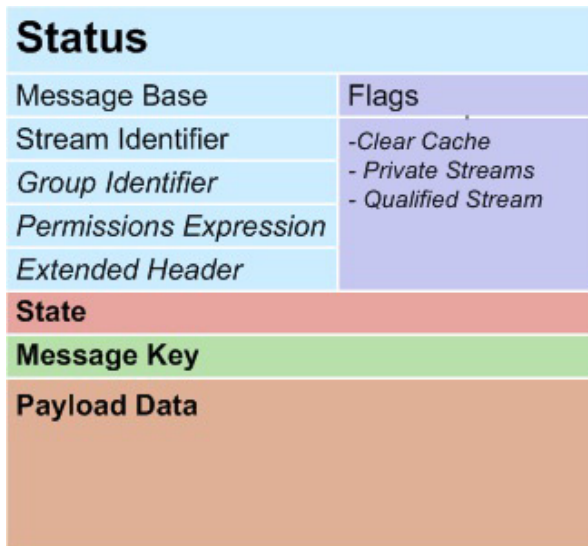 Status
Message Base
Flags
Stream Identifier
Group Identifier
Permissions Expression
Extended Header
-Clear Cache
- Private Streams
- Qualified Stream
State
Message Key
Payload Data